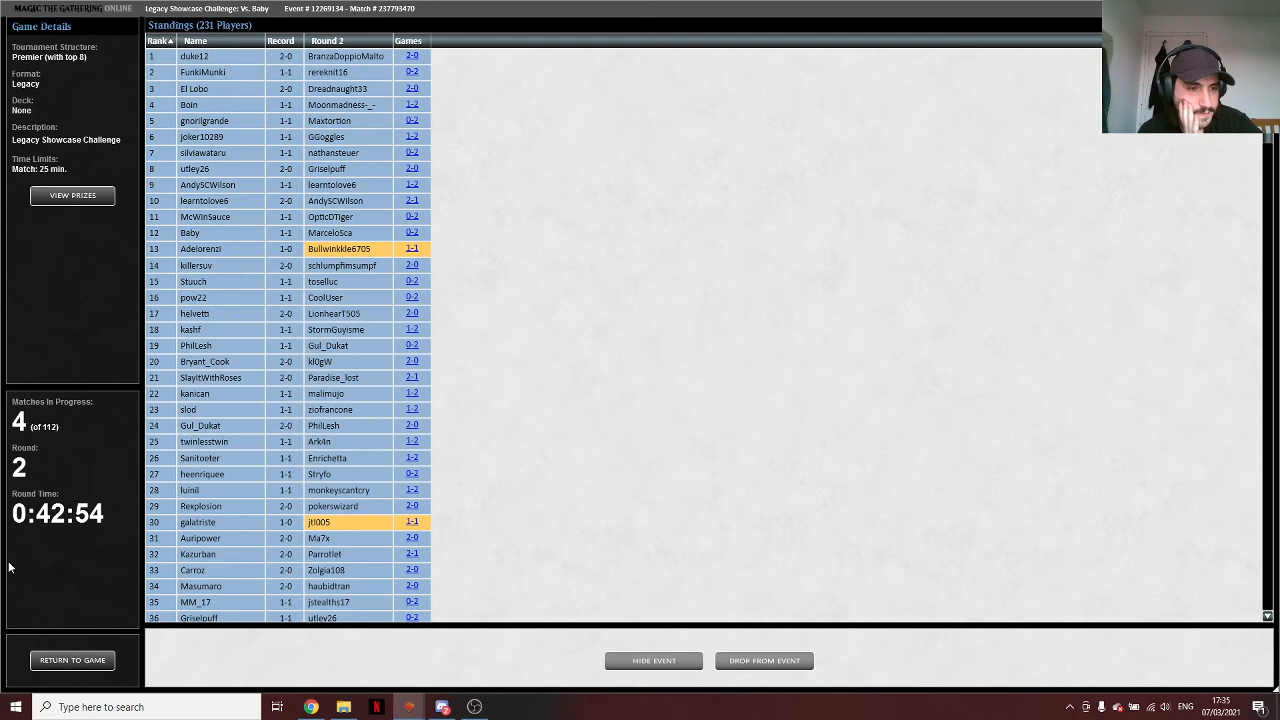 MAGIC THE GATHERING ONLINE
Legacy Showcase Challenge: Vs. Baby
Event # 12269134 - Match # 237793470
Game Details
Tournament Structure:
Premier (with top 8)
Format:
Legacy
Deck:
None
Description:
Legacy Showcase Challenge
Time Limits:
Match: 25 min.
VIEW PRIZES
Matches In Progress:
4 (of 112)
Round:
2
Round Time:
0:42:54
RETURN TO GAME
Standings (231 Players)
Rank Name Record Round 2 Games
1 duke12 2-0 BranzaDoppioMalto 2-0
2 FunkiMunki 1-1 rereknit16 0-2
3 El Lobo 2-0 Dreadnaught33 2-0
4 Boin 1-1 Moonmadness-_- 1-2
5 gnorilgrande 1-1 Maxtortion 0-2
6 joker10289 1-1 GGoggles 1-2
7 silviawataru 1-1 nathansteuer 0-2
8 utley26 2-0 Griselpuff 2-0
9 AndySCWilson 1-1 learntolove6 1-2
10 learntolove6 2-0 AndySCWilson 2-1
11 McWinSauce 1-1 OpticDTiger 0-2
12 Baby 1-1 MarceloSca 0-2
13 Adelorenzi 1-0 Bullwinkkle6705 1-1
14 killersuv 2-0 schlumpfimsumpf 2-0
15 Stuuch 1-1 toselluc 0-2
16 pow22 1-1 CoolUser 0-2
17 helvetti 2-0 LionhearT505 2-0
18 kashf 1-1 StormGuyisme 1-2
19 PhilLesh 1-1 Gul_Dukat 0-2
20 Bryant_Cook 2-0 kl0gW 2-0
21 SlayItWithRoses 2-0 Paradise_lost 2-1
22 kanican 1-1 malimujo 1-2
23 slod 1-1 ziofrancone 1-2
24 Gul_Dukat 2-0 PhilLesh 2-0
25 twinlesstwin 1-1 Ark4n 1-2
26 Sanitoeter 1-1 Enrichetta 1-2
27 heenriquee 1-1 Stryfo 0-2
28 luinil 1-1 monkeyscantcry 1-2
29 Rexplosion 2-0 pokerswizard 2-0
30 galatriste 1-0 jtl005 1-1
31 Auripower 2-0 Ma7x 2-0
32 Kazurban 2-0 Parrotlet 2-1
33 Carroz 2-0 Zolgia108 2-0
34 Masumaro 2-0 haubidtran 2-0
35 MM_17 1-1 jstealths17 0-2
36 Griselpuff 1-1 utley26 0-2
HIDE EVENT
DROP FROM EVENT
Type here to search
17:35
07/03/2021